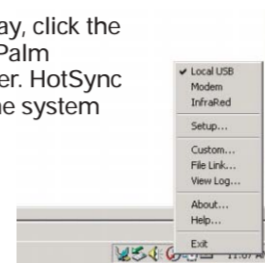 ay, click the
Palm
er. HotSync
e system
Local USB
Modem
InfraRed
Setup...
Custom...
File Link...
View Log...
About...
Help...
Exit